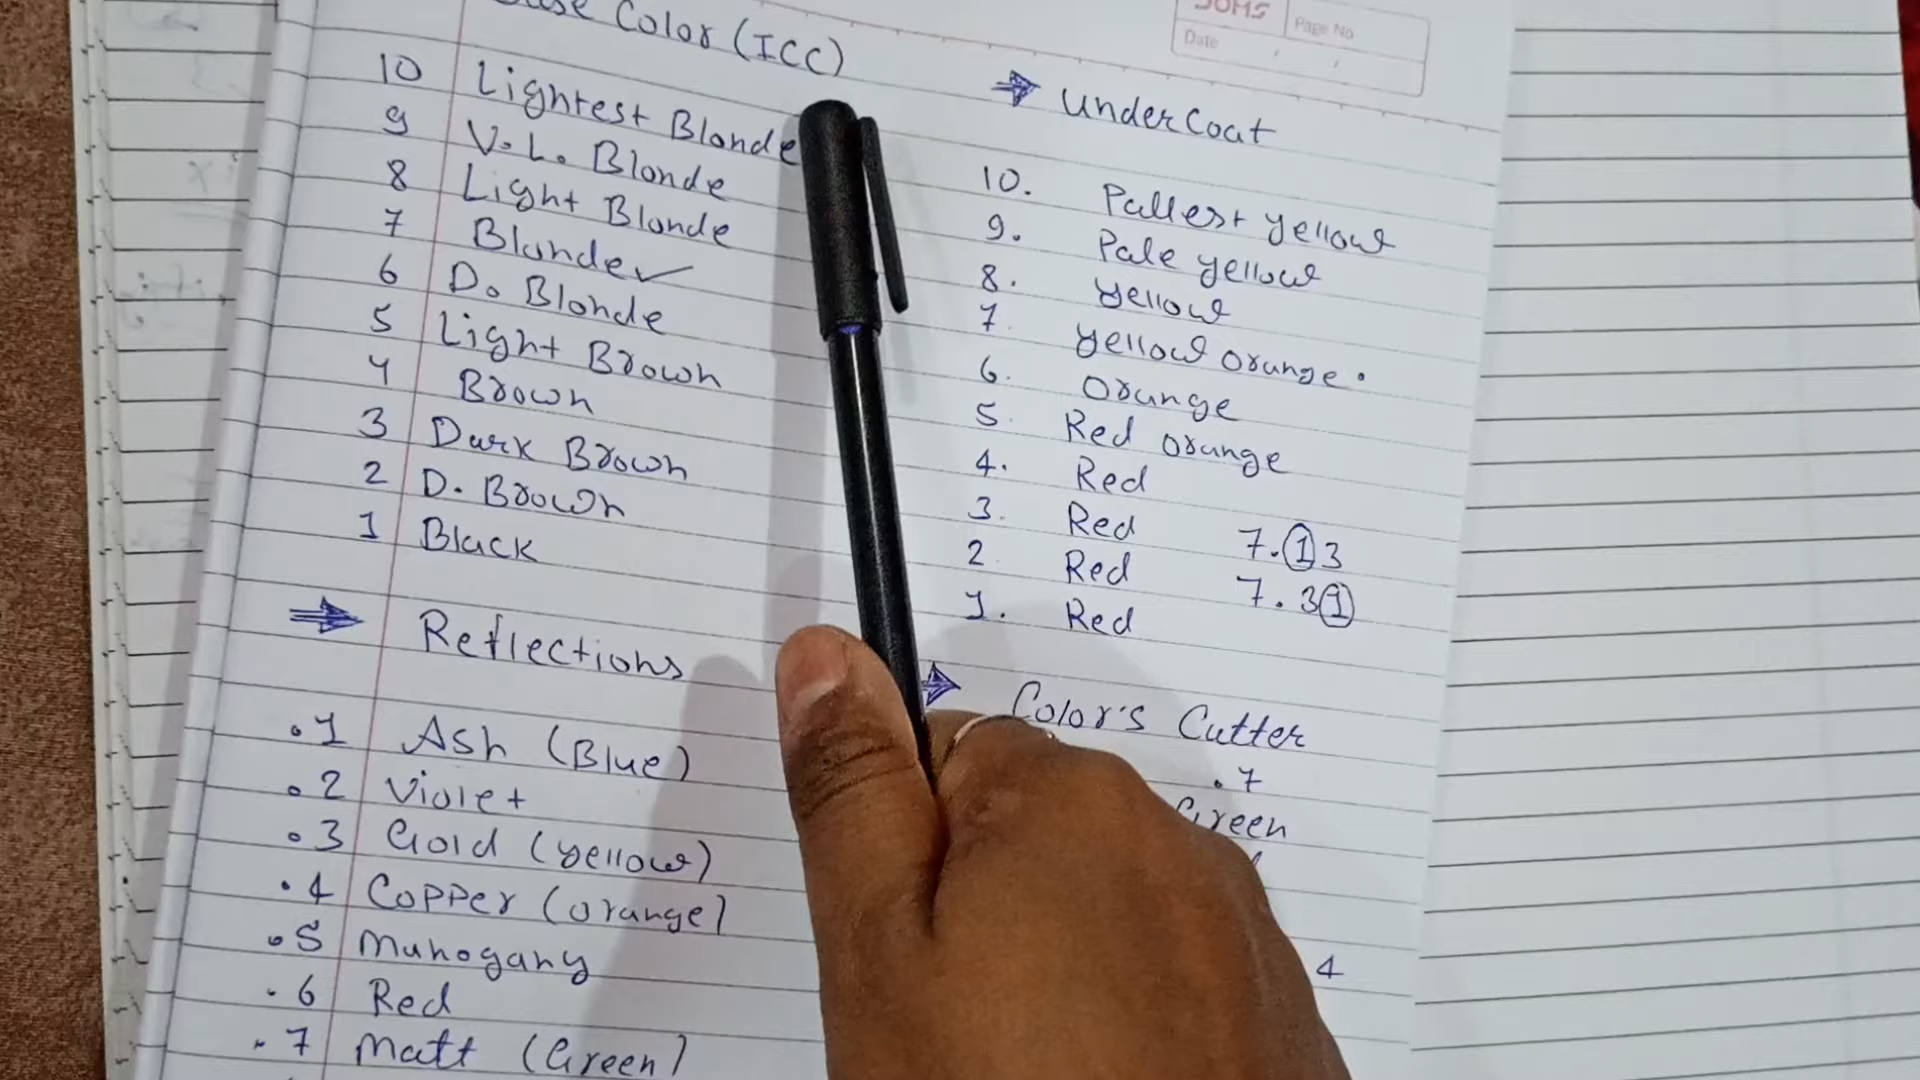 Color (ICC)
10 Lightest Blonde
9 V.L. Blonde
8 Light Blonde
7 Blonde ✓
6 D. Blonde
5 Light Brown
4 Brown
3 Dark Brown
2 D. Brown
1 Black
→ Reflections
.1 Ash (Blue)
.2 Violet
.3 Gold (yellow)
.4 Copper (orange)
.5 Mahogany
.6 Red
.7 Matt (Green)
Page No
Date / /
→ Under Coat
10. Pallest yellow
9. Pale yellow
8. yellow
7. yellow orange.
6. Orange
5. Red orange
4. Red
3. Red 7.13
2. Red 7.31
1. Red
→ Color's Cutter
.7
Green
4